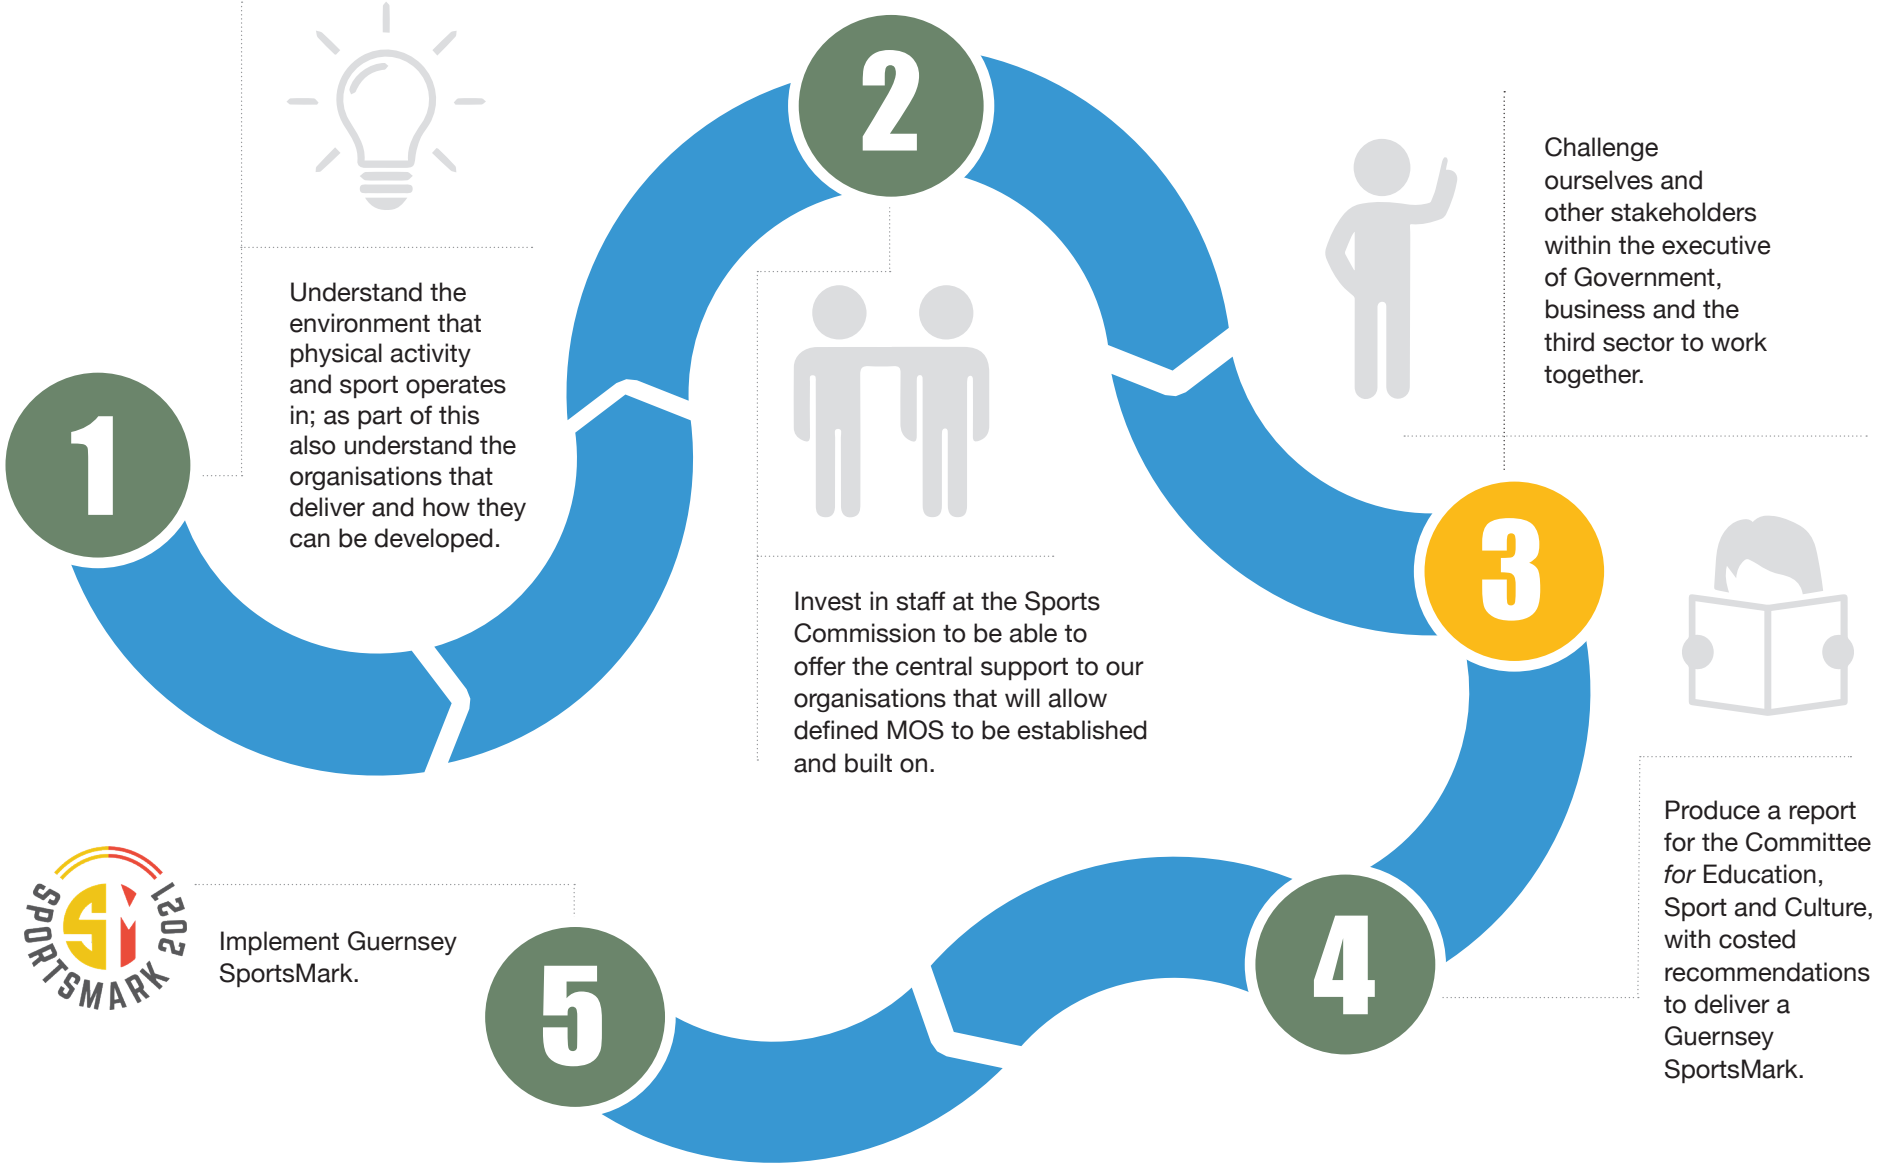 1
Understand the
environment that
physical activity
and sport operates
in; as part of this
also understand the
organisations that
deliver and how they
can be developed.
2
Invest in staff at the Sports
Commission to be able to
offer the central support to our
organisations that will allow
defined MOS to be established
and built on.
3
Challenge
ourselves and
other stakeholders
within the executive
of Government,
business and the
third sector to work
together.
4
Produce a report
for the Committee
for Education,
Sport and Culture,
with costed
recommendations
to deliver a
Guernsey
SportsMark.
5
Implement Guernsey
SportsMark.
SM
SPORTSMARK 2021